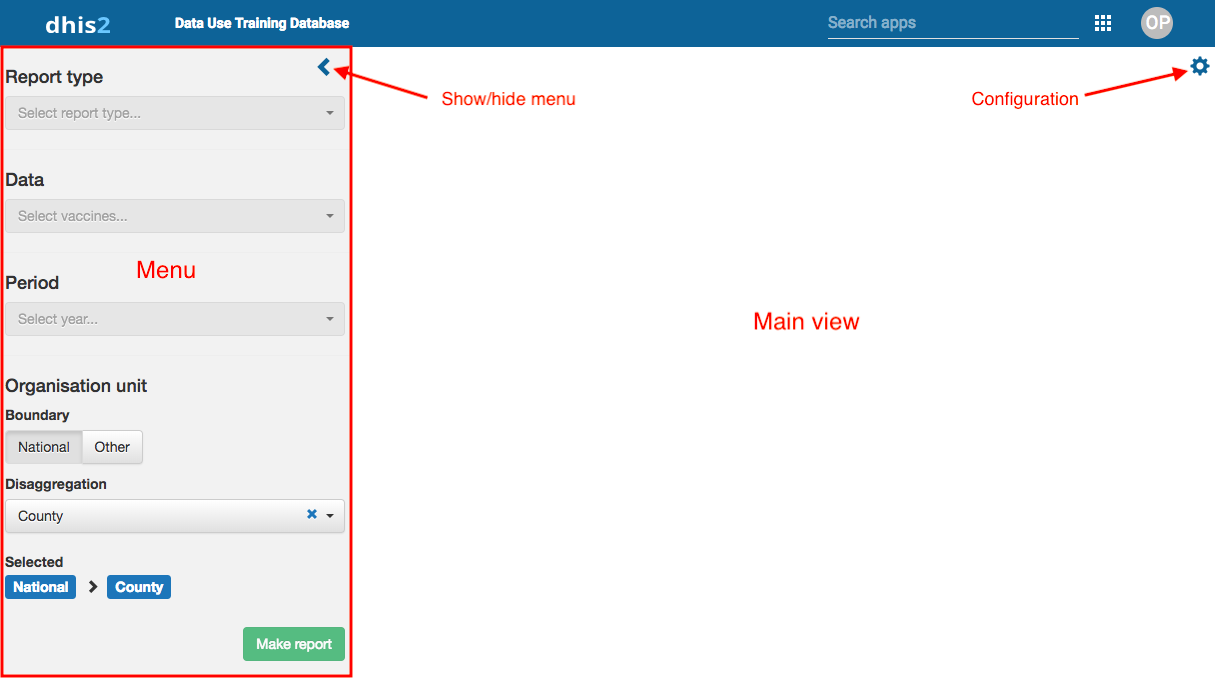 dhis2 Data Use Training Database Search apps OP
Report type
Select report type...
Show/hide menu
Configuration
Data
Select vaccines...
Menu
Period
Select year...
Main view
Organisation unit
Boundary
National Other
Disaggregation
County
Selected
National County
Make report